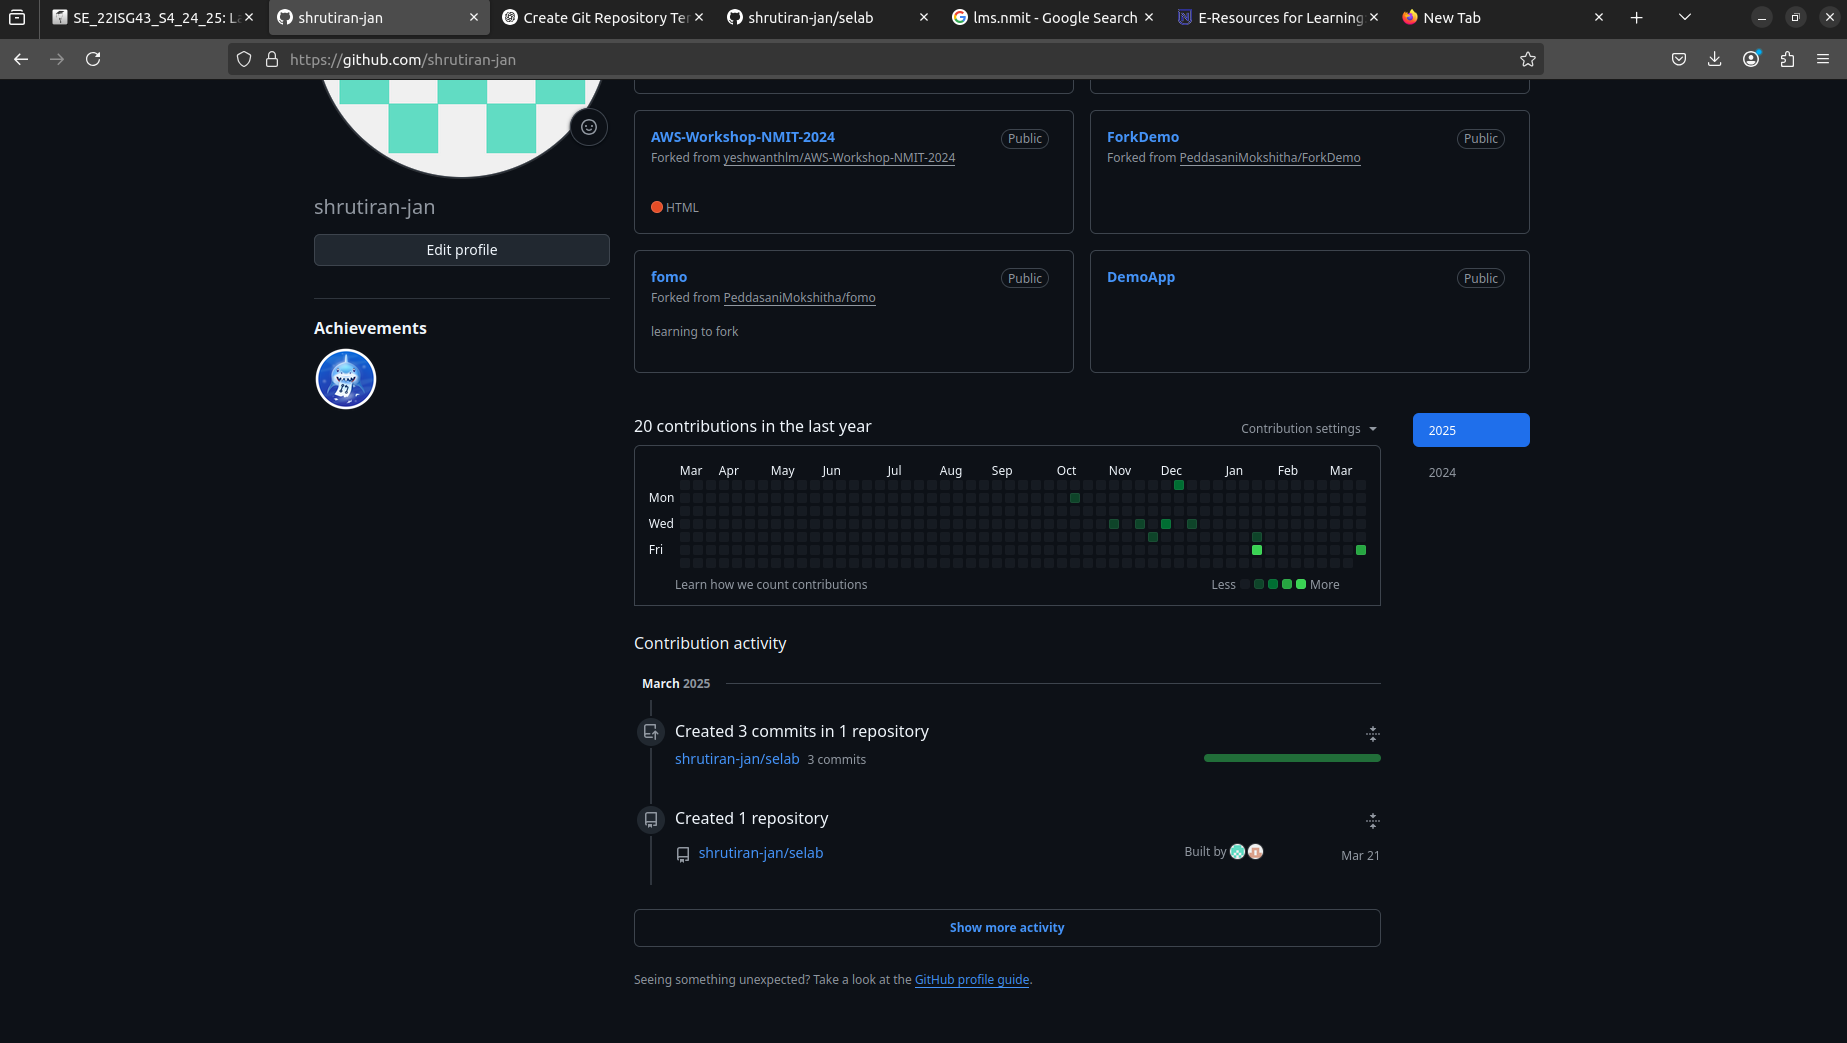 SE_22ISG43_S4_24_25: La
shrutiran-jan
Create Git Repository Ter
shrutiran-jan/selab
lms.nmit - Google Search
E-Resources for Learning
New Tab
https://github.com/shrutiran-jan
shrutiran-jan
Edit profile
Achievements
AWS-Workshop-NMIT-2024
Public
Forked from yeshwanthlm/AWS-Workshop-NMIT-2024
HTML
ForkDemo
Public
Forked from PeddasaniMokshitha/ForkDemo
fomo
Public
Forked from PeddasaniMokshitha/fomo
learning to fork
DemoApp
Public
20 contributions in the last year
Contribution settings
2025
2024
Mar Apr May Jun Jul Aug Sep Oct Nov Dec Jan Feb Mar
Mon
Wed
Fri
Learn how we count contributions
Less More
Contribution activity
March 2025
Created 3 commits in 1 repository
shrutiran-jan/selab 3 commits
Created 1 repository
shrutiran-jan/selab Built by Mar 21
Show more activity
Seeing something unexpected? Take a look at the GitHub profile guide.